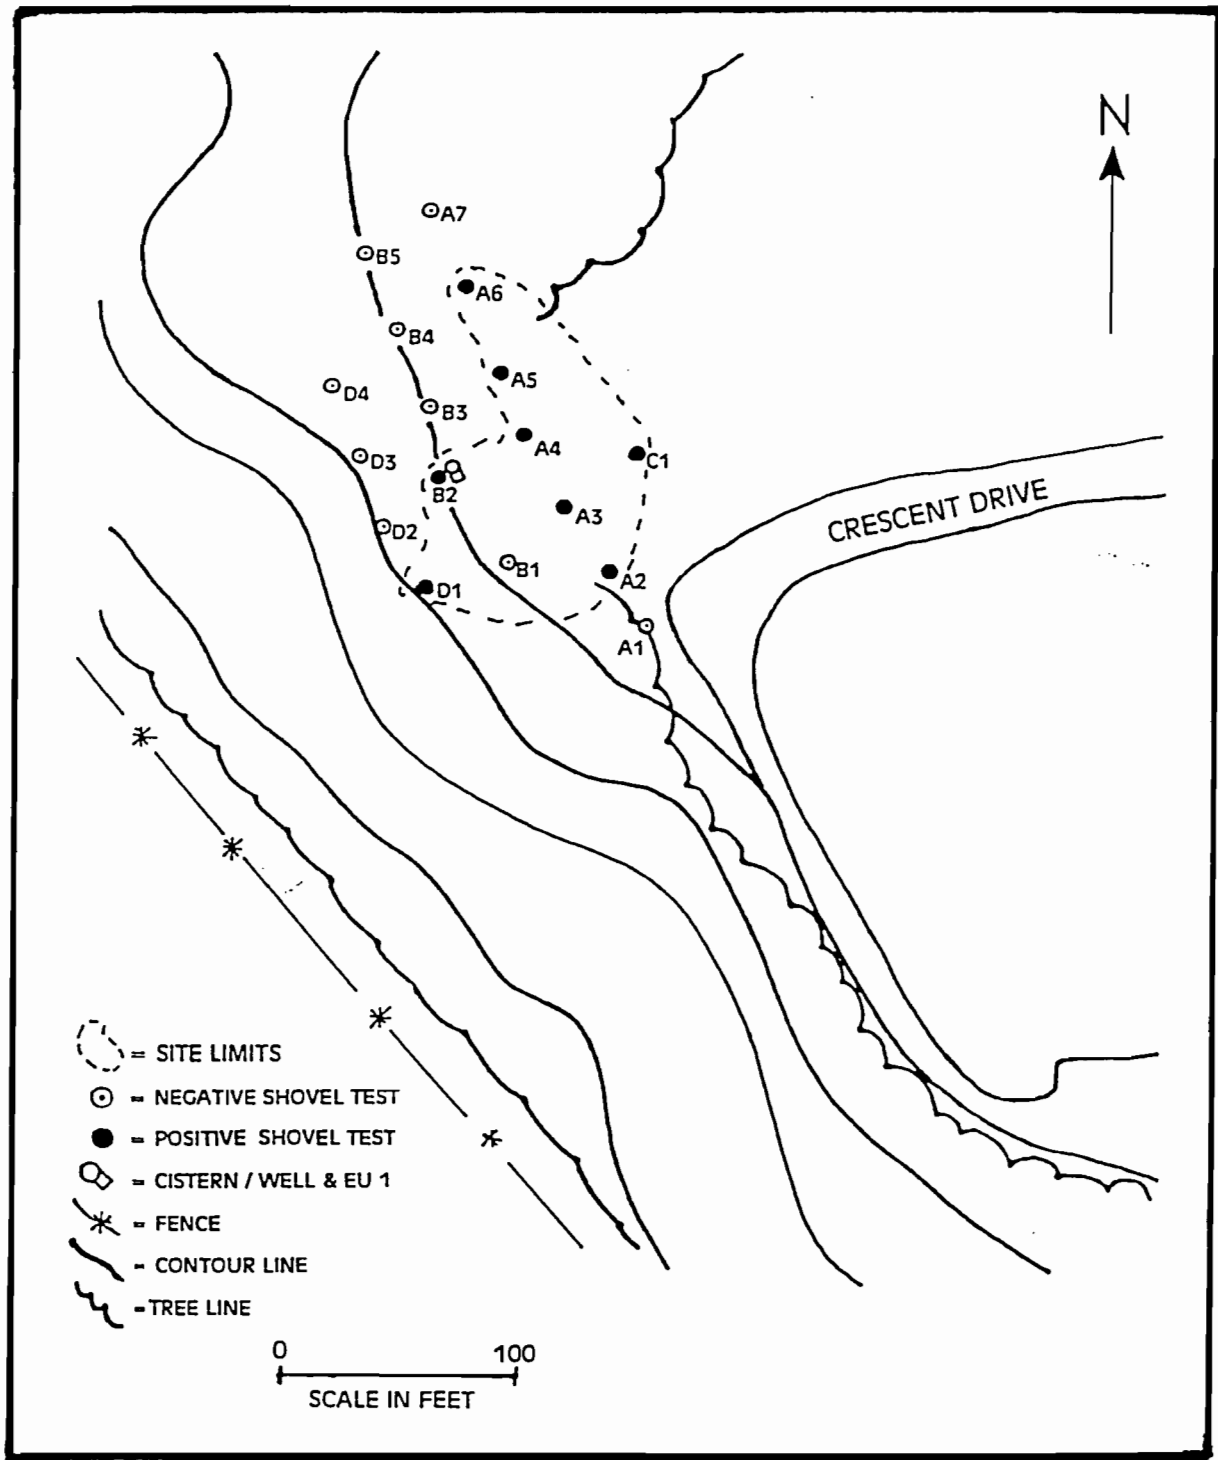 N
A7
B5
A6
B4
A5
D4
B3
A4
D3
C1
B2
A3
CRESCENT DRIVE
D2
B1
A2
D1
A1
= SITE LIMITS
= NEGATIVE SHOVEL TEST
= POSITIVE SHOVEL TEST
= CISTERN / WELL & EU 1
= FENCE
= CONTOUR LINE
= TREE LINE
0 100
SCALE IN FEET